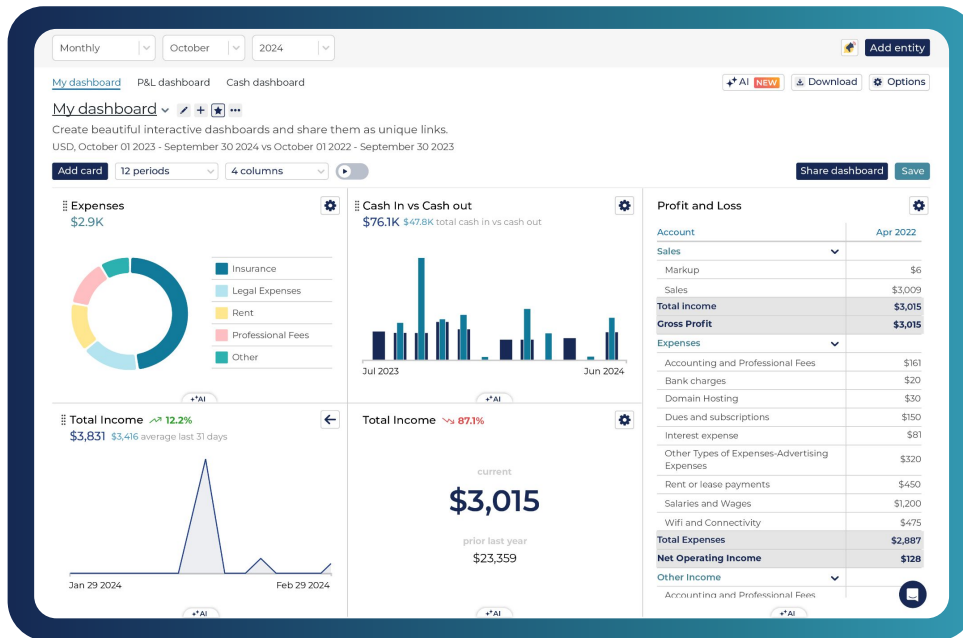 Monthly October 2024 Add entity
My dashboard P&L dashboard Cash dashboard AI NEW Download Options
My dashboard
Create beautiful interactive dashboards and share them as unique links.
USD, October 01 2023 - September 30 2024 vs October 01 2022 - September 30 2023
Add card 12 periods 4 columns Share dashboard Save
Expenses
$2.9K
Insurance
Legal Expenses
Rent
Professional Fees
Other
AI
Cash In vs Cash out
$76.1K $47.8K total cash in vs cash out
Jul 2023 Jun 2024
AI
Total Income 12.2%
$3,831 $3,416 average last 31 days
Jan 29 2024 Feb 29 2024
AI
Total Income 87.1%
current
$3,015
prior last year
$23,359
AI
Profit and Loss
Account Apr 2022
Sales
Markup $6
Sales $3,009
Total income $3,015
Gross Profit $3,015
Expenses
Accounting and Professional Fees $161
Bank charges $20
Domain Hosting $30
Dues and subscriptions $150
Interest expense $81
Other Types of Expenses-Advertising
Expenses $320
Rent or lease payments $450
Salaries and Wages $1,200
Wifi and Connectivity $475
Total Expenses $2,887
Net Operating Income $128
Other Income
Accounting and Professional Fees
AI